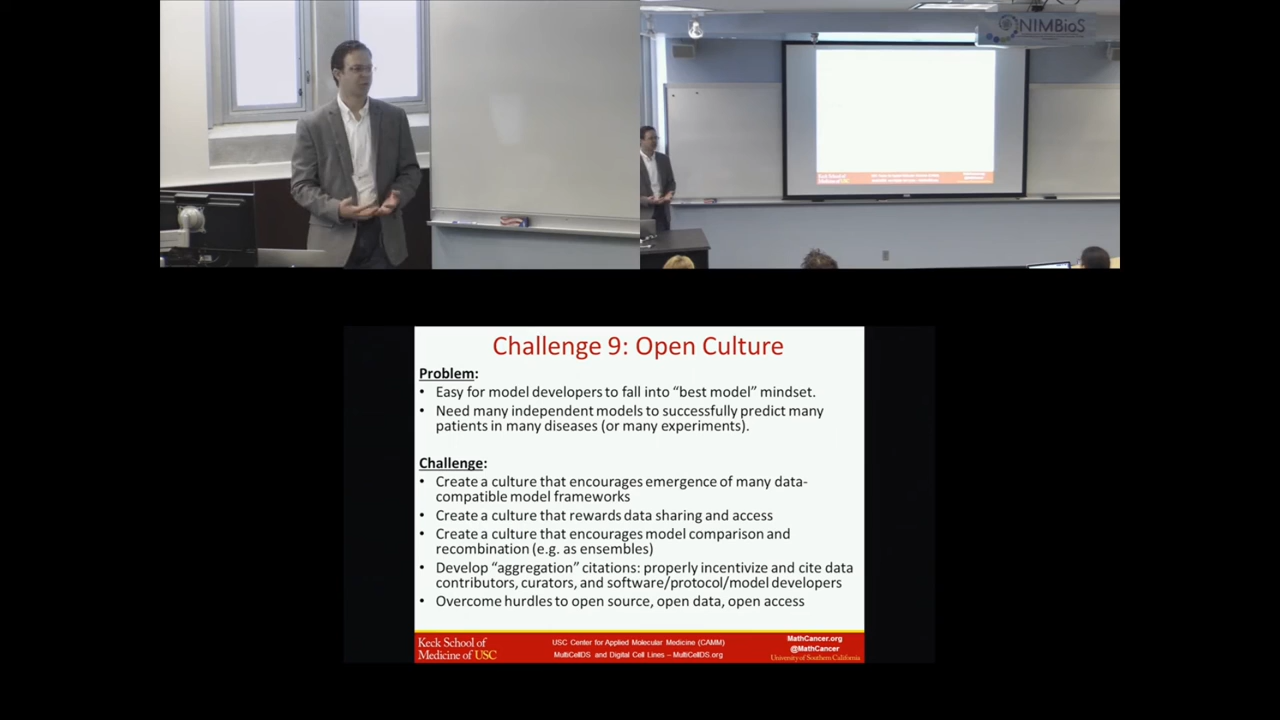 NIMBioS
Challenge 9: Open Culture
Problem:
• Easy for model developers to fall into “best model” mindset.
• Need many independent models to successfully predict many
patients in many diseases (or many experiments).
Challenge:
• Create a culture that encourages emergence of many data-
compatible model frameworks
• Create a culture that rewards data sharing and access
• Create a culture that encourages model comparison and
recombination (e.g. as ensembles)
• Develop “aggregation” citations: properly incentivize and cite data
contributors, curators, and software/protocol/model developers
• Overcome hurdles to open source, open data, open access
Keck School of
Medicine of USC
USC Center for Applied Molecular Medicine (CAMM)
MultiCellDS and Digital Cell Lines – MultiCellDS.org
MathCancer.org
@MathCancer
University of Southern California